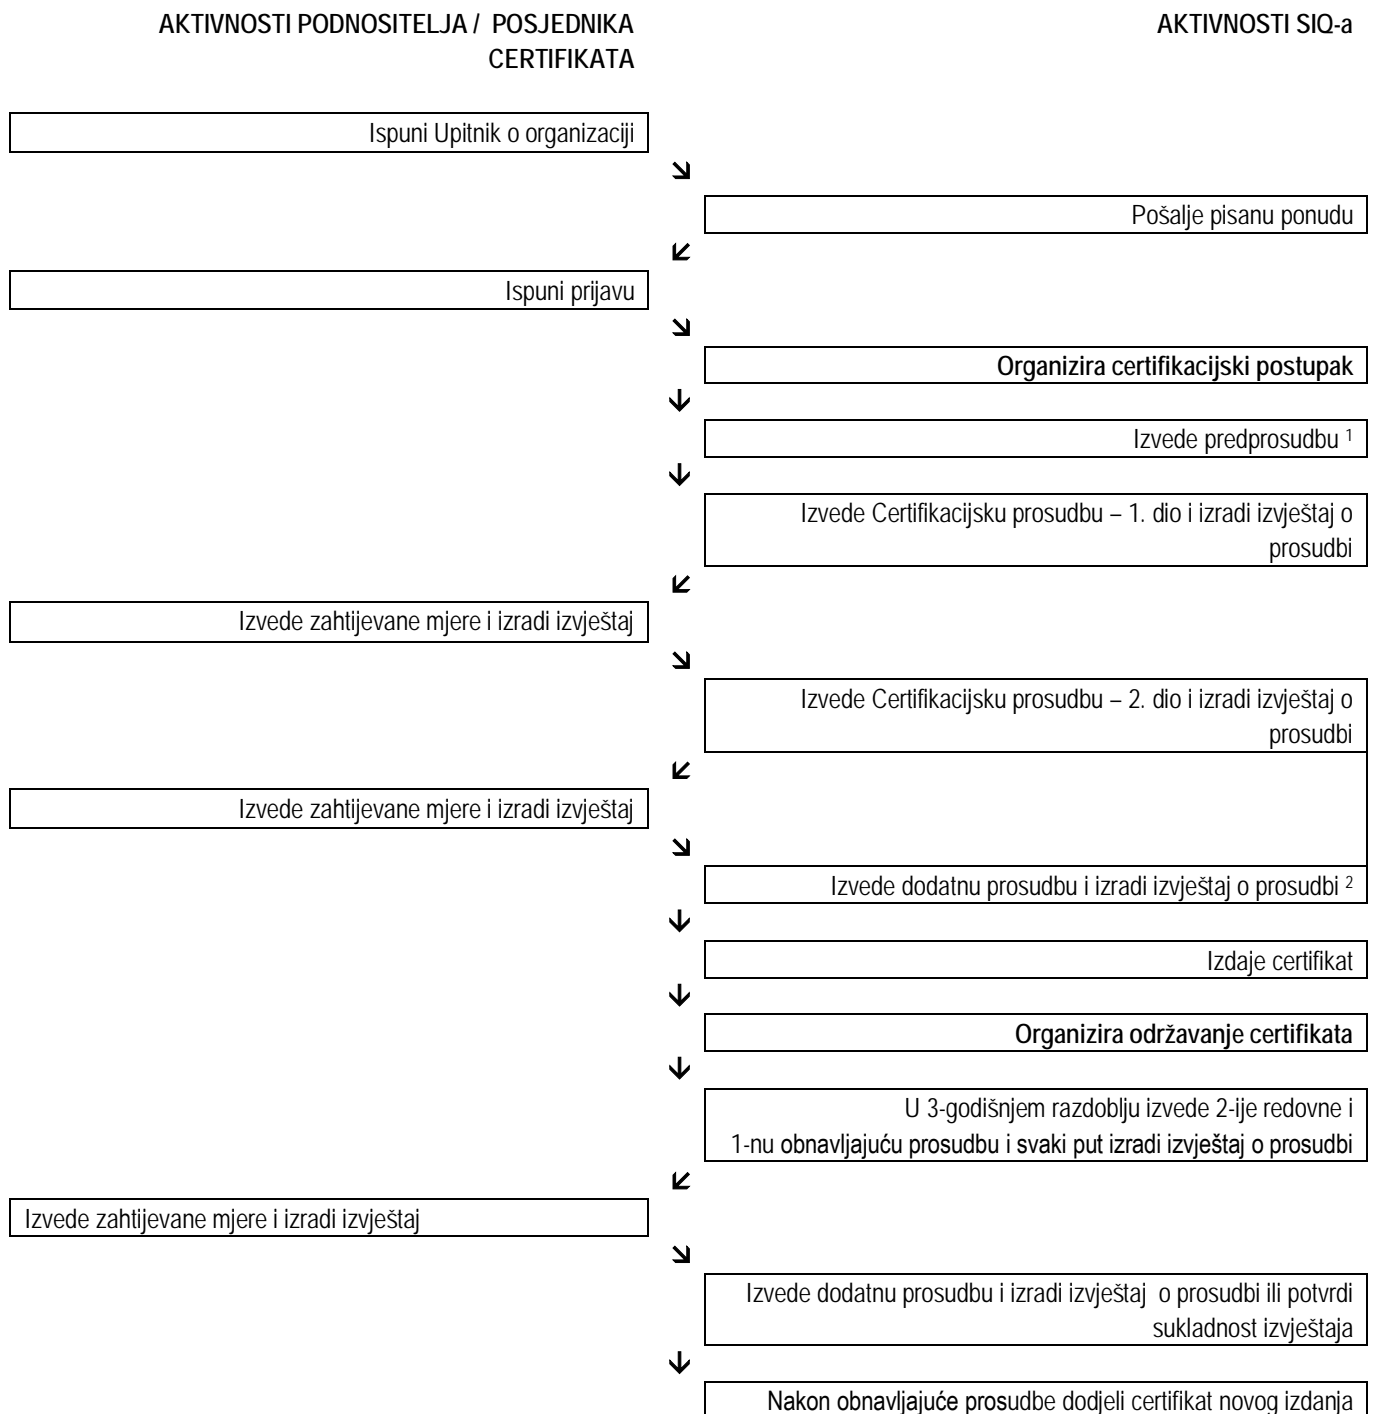 AKTIVNOSTI PODNOSITELJA / POSJEDNIKA
CERTIFIKATA
AKTIVNOSTI SIQ-a
Ispuni Upitnik o organizaciji
Pošalje pisanu ponudu
Ispuni prijavu
Organizira certifikacijski postupak
Izvede predprosudbu 1
Izvede Certifikacijsku prosudbu – 1. dio i izradi izvještaj o
prosudbi
Izvede zahtijevane mjere i izradi izvještaj
Izvede Certifikacijsku prosudbu – 2. dio i izradi izvještaj o
prosudbi
Izvede zahtijevane mjere i izradi izvještaj
Izvede dodatnu prosudbu i izradi izvještaj o prosudbi 2
Izdaje certifikat
Organizira održavanje certifikata
U 3-godišnjem razdoblju izvede 2-ije redovne i
1-nu obnavljajuću prosudbu i svaki put izradi izvještaj o prosudbi
Izvede zahtijevane mjere i izradi izvještaj
Izvede dodatnu prosudbu i izradi izvještaj o prosudbi ili potvrdi
sukladnost izvještaja
Nakon obnavljajuće prosudbe dodjeli certifikat novog izdanja